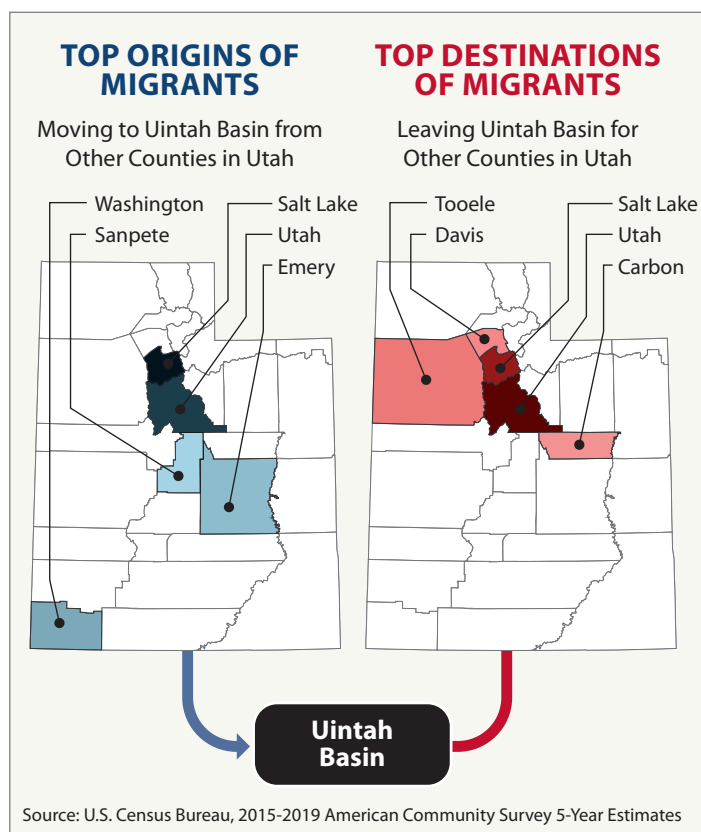 TOP ORIGINS OF
MIGRANTS
Moving to Uintah Basin from
Other Counties in Utah
Washington
Sanpete
Salt Lake
Utah
Emery
TOP DESTINATIONS
OF MIGRANTS
Leaving Uintah Basin for
Other Counties in Utah
Tooele
Davis
Salt Lake
Utah
Carbon
Uintah
Basin
Source: U.S. Census Bureau, 2015-2019 American Community Survey 5-Year Estimates